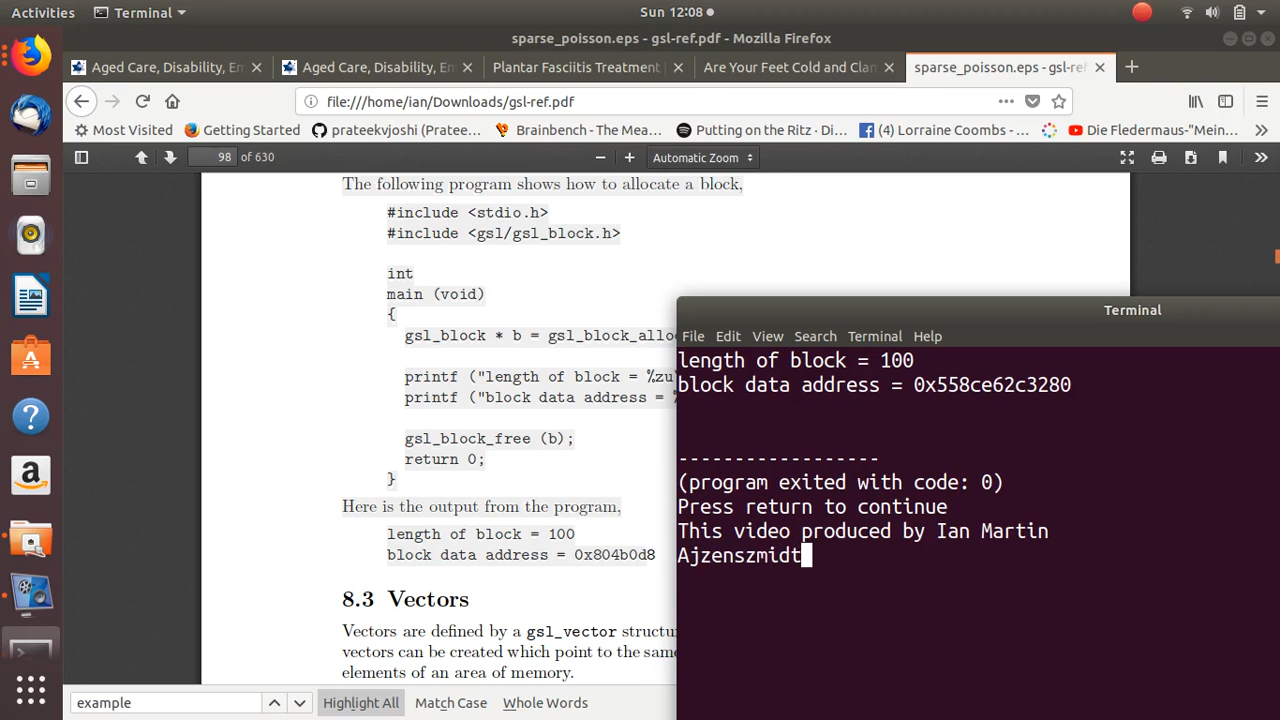 Activities
Terminal
Sun 12:08
sparse_poisson.eps - gsl-ref.pdf - Mozilla Firefox
Aged Care, Disability, Em
Aged Care, Disability, Em
Plantar Fasciitis Treatment
Are Your Feet Cold and Clam
sparse_poisson.eps - gsl-ref
file:///home/ian/Downloads/gsl-ref.pdf
Most Visited
Getting Started
prateekvjoshi (Pratee…
Brainbench - The Mea…
Putting on the Ritz · Di…
(4) Lorraine Coombs - …
Die Fledermaus-"Mein…
98 of 630
Automatic Zoom
The following program shows how to allocate a block,
#include <stdio.h>
#include <gsl/gsl_block.h>
int
main (void)
{
gsl_block * b = gsl_block_alloc
printf ("length of block = %zu
printf ("block data address = %
gsl_block_free (b);
return 0;
}
Here is the output from the program,
length of block = 100
block data address = 0x804b0d8
8.3 Vectors
Vectors are defined by a gsl_vector structur
vectors can be created which point to the same
elements of an area of memory.
Terminal
File Edit View Search Terminal Help
length of block = 100
block data address = 0x558ce62c3280
------------------
(program exited with code: 0)
Press return to continue
This video produced by Ian Martin
Ajzenszmidt
example
Highlight All
Match Case
Whole Words